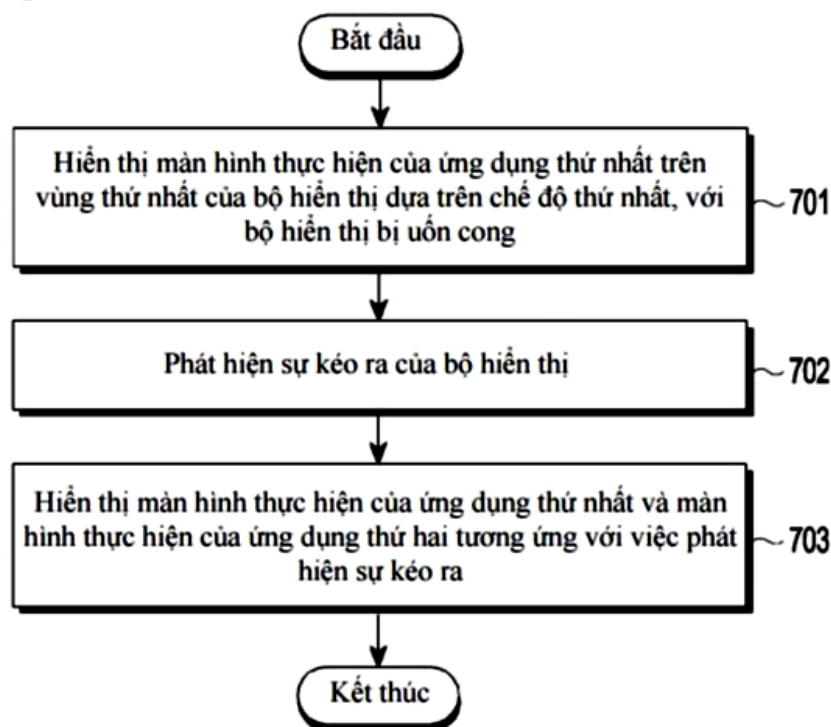 Bắt đầu
Hiển thị màn hình thực hiện của ứng dụng thứ nhất trên
vùng thứ nhất của bộ hiển thị dựa trên chế độ thứ nhất, với
bộ hiển thị bị uốn cong
701
Phát hiện sự kéo ra của bộ hiển thị
702
Hiển thị màn hình thực hiện của ứng dụng thứ nhất và màn
hình thực hiện của ứng dụng thứ hai tương ứng với việc phát
hiện sự kéo ra
703
Kết thúc